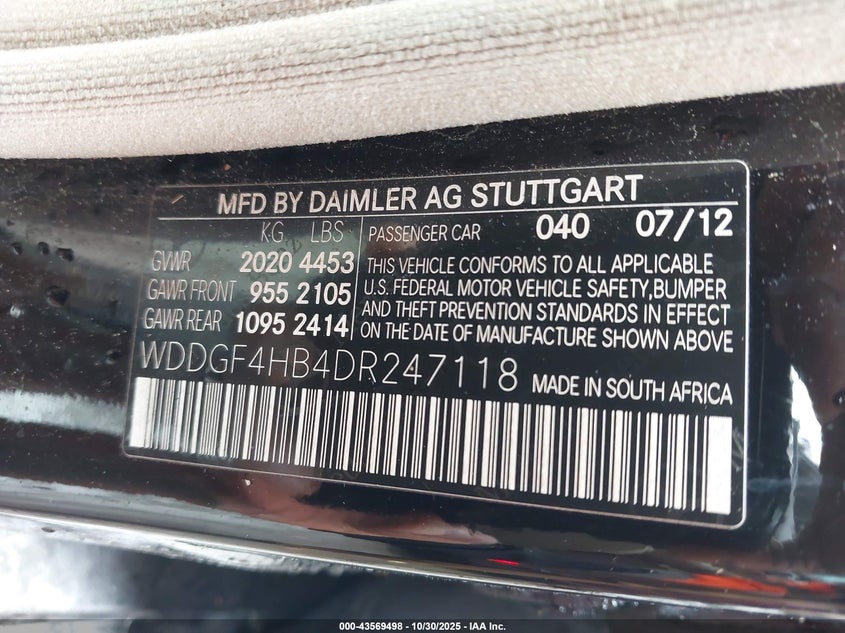 MFD BY DAIMLER AG STUTTGART
KG LBS
GVWR 2020 4453
GAWR FRONT 955 2105
GAWR REAR 1095 2414
PASSENGER CAR 040 07/12
THIS VEHICLE CONFORMS TO ALL APPLICABLE
U.S. FEDERAL MOTOR VEHICLE SAFETY,BUMPER
AND THEFT PREVENTION STANDARDS IN EFFECT
ON THE DATE OF MANUFACTURE SHOWN ABOVE
WDDGF4HB4DR247118 MADE IN SOUTH AFRICA
000-43569498 - 10/30/2025 - IAA Inc.